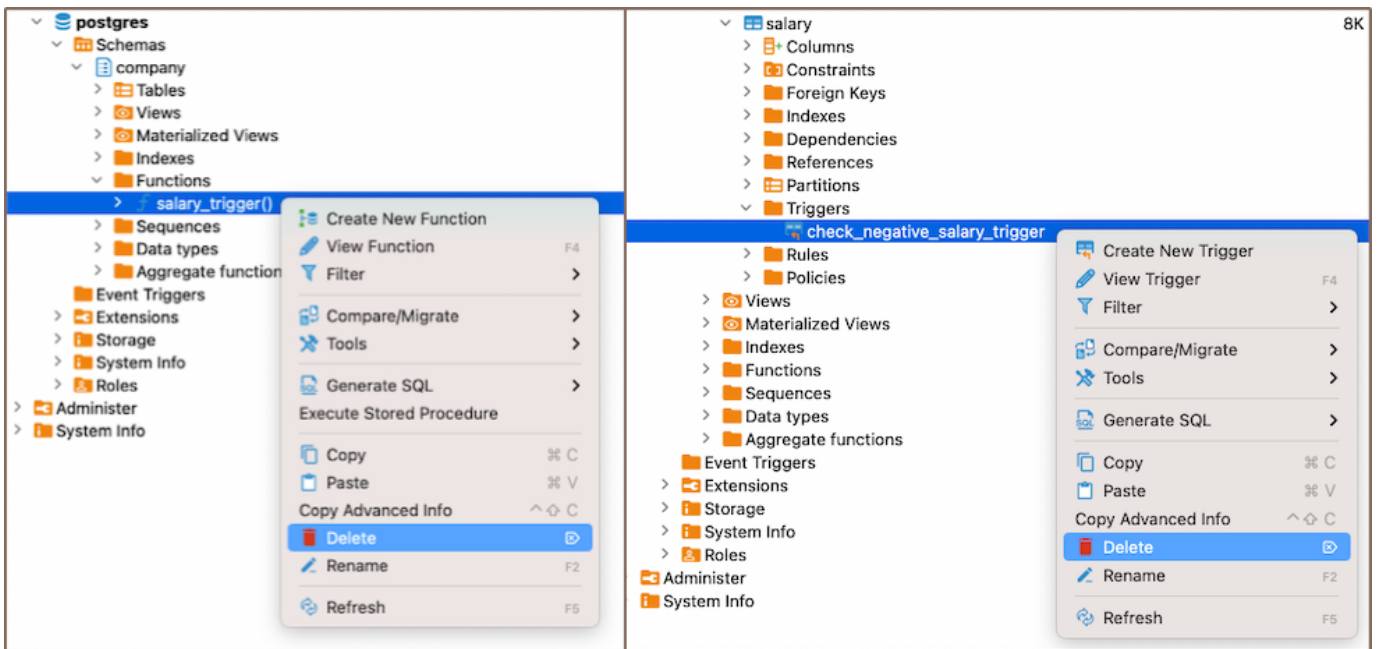 postgres
Schemas
company
Tables
Views
Materialized Views
Indexes
Functions
salary_trigger()
Sequences
Data types
Aggregate function
Event Triggers
Extensions
Storage
System Info
Roles
Administer
System Info
Create New Function
View Function F4
Filter
Compare/Migrate
Tools
Generate SQL
Execute Stored Procedure
Copy ⌘ C
Paste ⌘ V
Copy Advanced Info ^ ⇧ C
Delete ⌦
Rename F2
Refresh F5
salary 8K
Columns
Constraints
Foreign Keys
Indexes
Dependencies
References
Partitions
Triggers
check_negative_salary_trigger
Rules
Policies
Views
Materialized Views
Indexes
Functions
Sequences
Data types
Aggregate functions
Event Triggers
Extensions
Storage
System Info
Roles
Administer
System Info
Create New Trigger
View Trigger F4
Filter
Compare/Migrate
Tools
Generate SQL
Copy ⌘ C
Paste ⌘ V
Copy Advanced Info ^ ⇧ C
Delete ⌦
Rename F2
Refresh F5